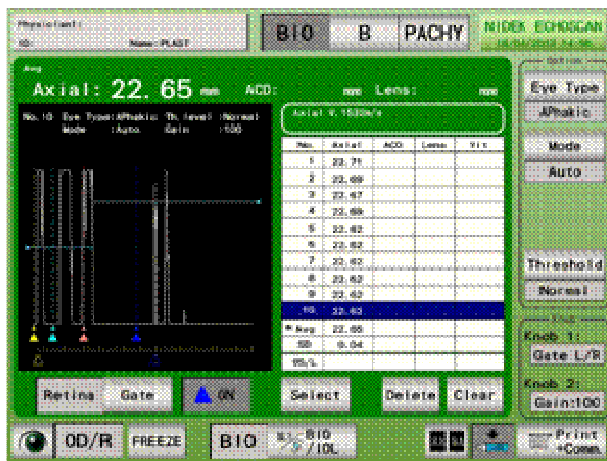 Physician:
ID: Name: PLAST
BIO B PACHY
NIDEK ECHOSCAN
Option
Avg
Axial: 22.65 mm ACD: mm Lens: mm
Eye Type
APhakic
No.10 Eye Type: APhakic Th. level :Normal
Mode :Auto Gain :100
Axial V.1532m/s
Mode
Auto
No. Axial ACD Lens Vit
1 22.71
2 22.69
3 22.67
4 22.69
5 22.62
6 22.62
7 22.62
8 22.62
9 22.62
10 22.62
Avg 22.65
SD 0.04
Threshold
Normal
Knob
Knob 1:
Gate L/R
Knob 2:
Gain:100
Retina Gate ON Select Delete Clear
OD/R FREEZE BIO BIO /IOL Print +Comm.